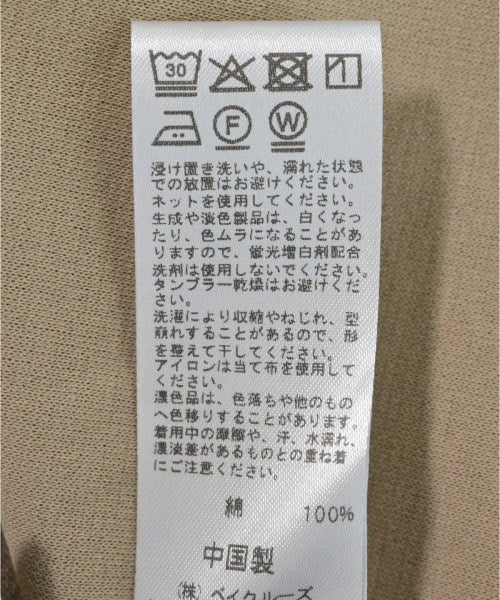 30
F
W
浸け置き洗いや、濡れた状態
での放置はお避けください。
ネットを使用してください。
生成や淡色製品は、白くなっ
たり、色ムラになることがあ
りますので、蛍光増白剤配合
洗剤は使用しないでください。
タンブラー乾燥はお避けくだ
さい。
洗濯により収縮やねじれ、型
崩れすることがあるので、形
を整えて干してください。
アイロンは当て布を使用して
ください。
濃色品は、色落ちや他のもの
へ色移りすることがあります。
着用中の摩擦や、汗、水濡れ、
濃淡差があるものとの重ね着
にご注意ください。
綿 100%
中国製
(株) ベイクルーズ